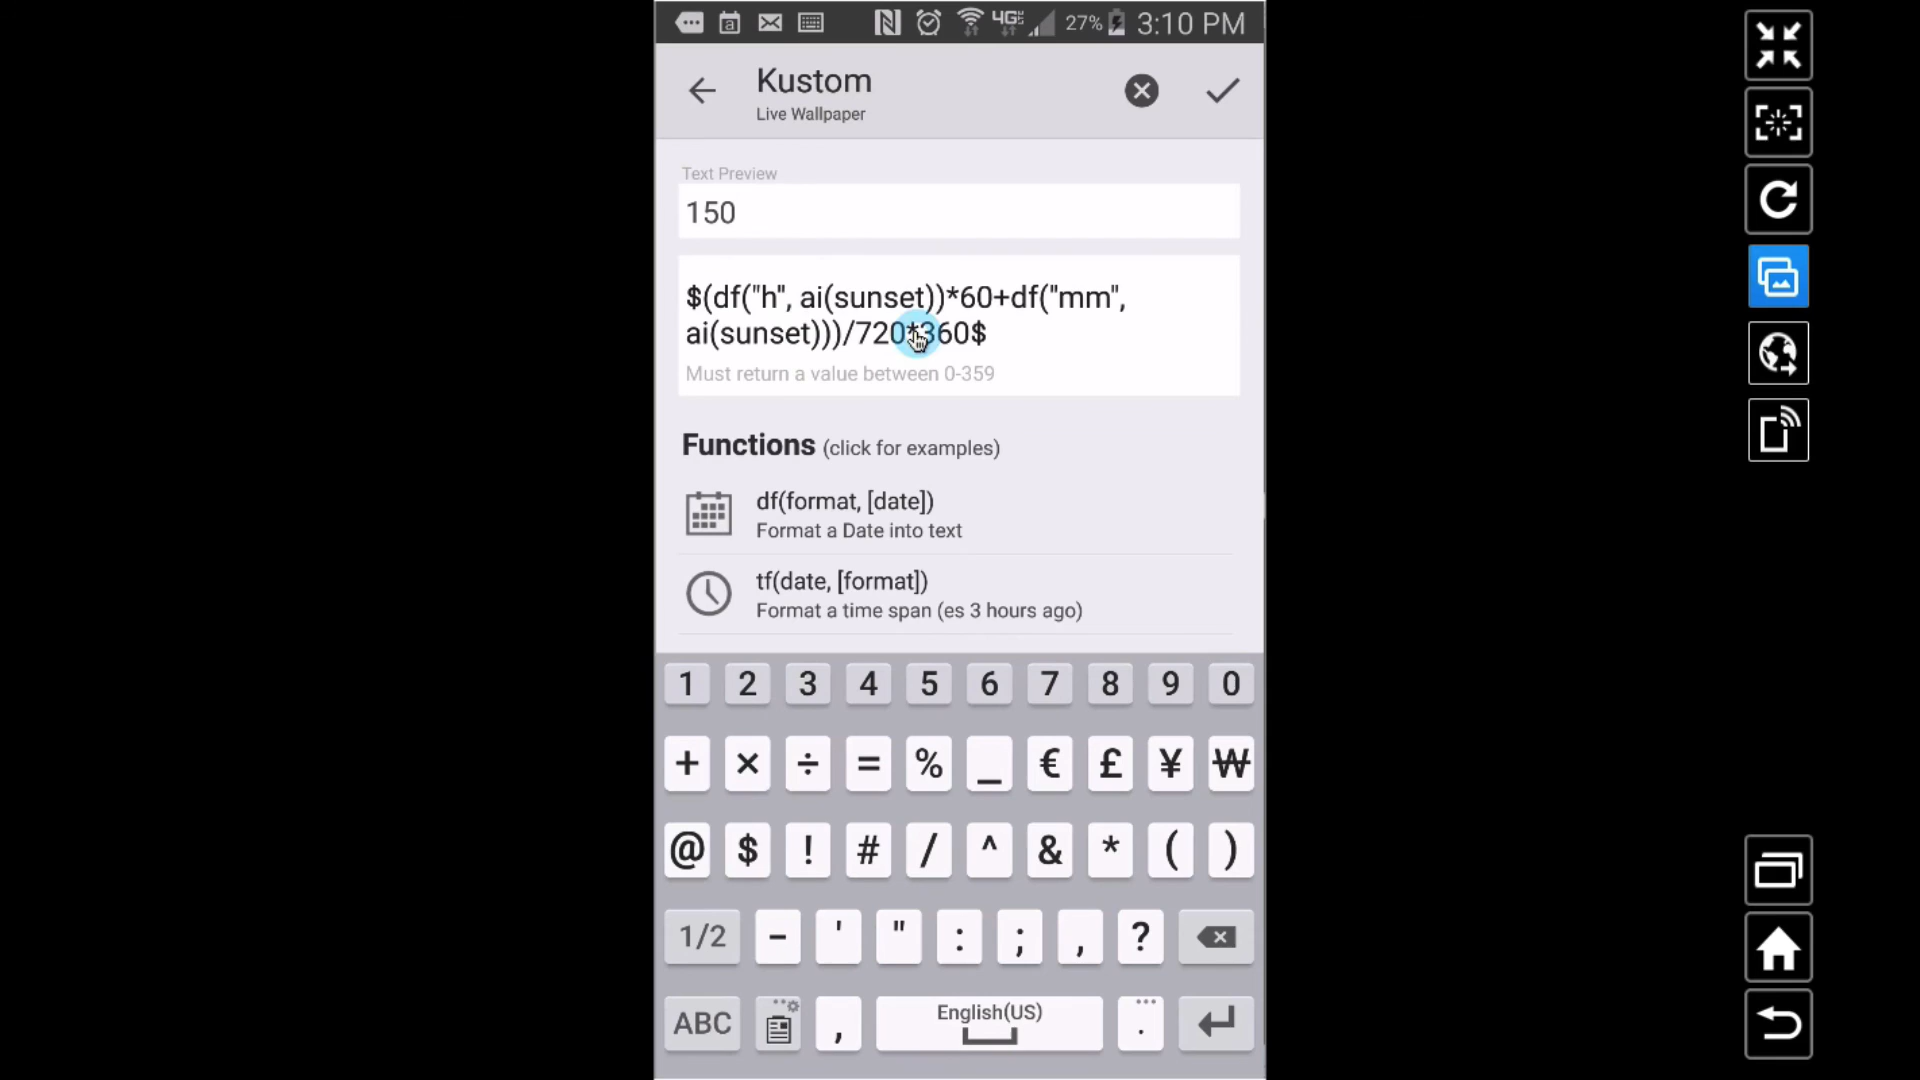 4G LTE 27% 3:10 PM
Kustom
Live Wallpaper
Text Preview
150
$(df("h", ai(sunset))*60+df("mm",
ai(sunset)))/720*360$
Must return a value between 0-359
Functions (click for examples)
df(format, [date])
Format a Date into text
tf(date, [format])
Format a time span (es 3 hours ago)
1 2 3 4 5 6 7 8 9 0
+ × ÷ = % _ € £ ¥ ₩
@ $ ! # / ^ & * ( )
1/2 - ' " : ; , ?
ABC , English(US) .